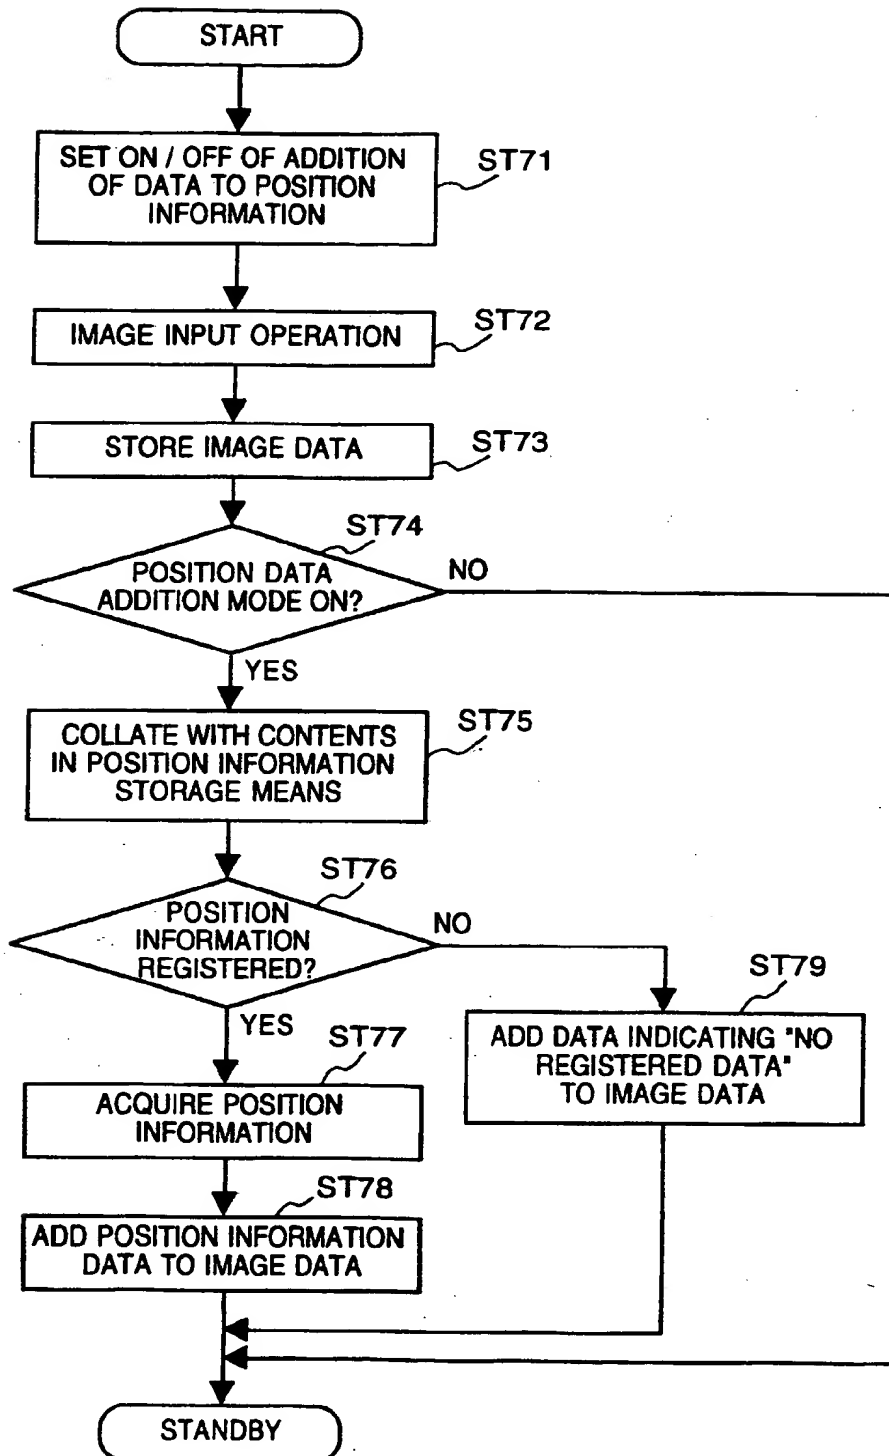 START
SET ON / OFF OF ADDITION
OF DATA TO POSITION
INFORMATION
ST71
IMAGE INPUT OPERATION
ST72
STORE IMAGE DATA
ST73
ST74
POSITION DATA
ADDITION MODE ON?
NO
YES
COLLATE WITH CONTENTS
IN POSITION INFORMATION
STORAGE MEANS
ST75
ST76
POSITION
INFORMATION
REGISTERED?
NO
YES
ST79
ADD DATA INDICATING "NO
REGISTERED DATA"
TO IMAGE DATA
ST77
ACQUIRE POSITION
INFORMATION
ST78
ADD POSITION INFORMATION
DATA TO IMAGE DATA
STANDBY